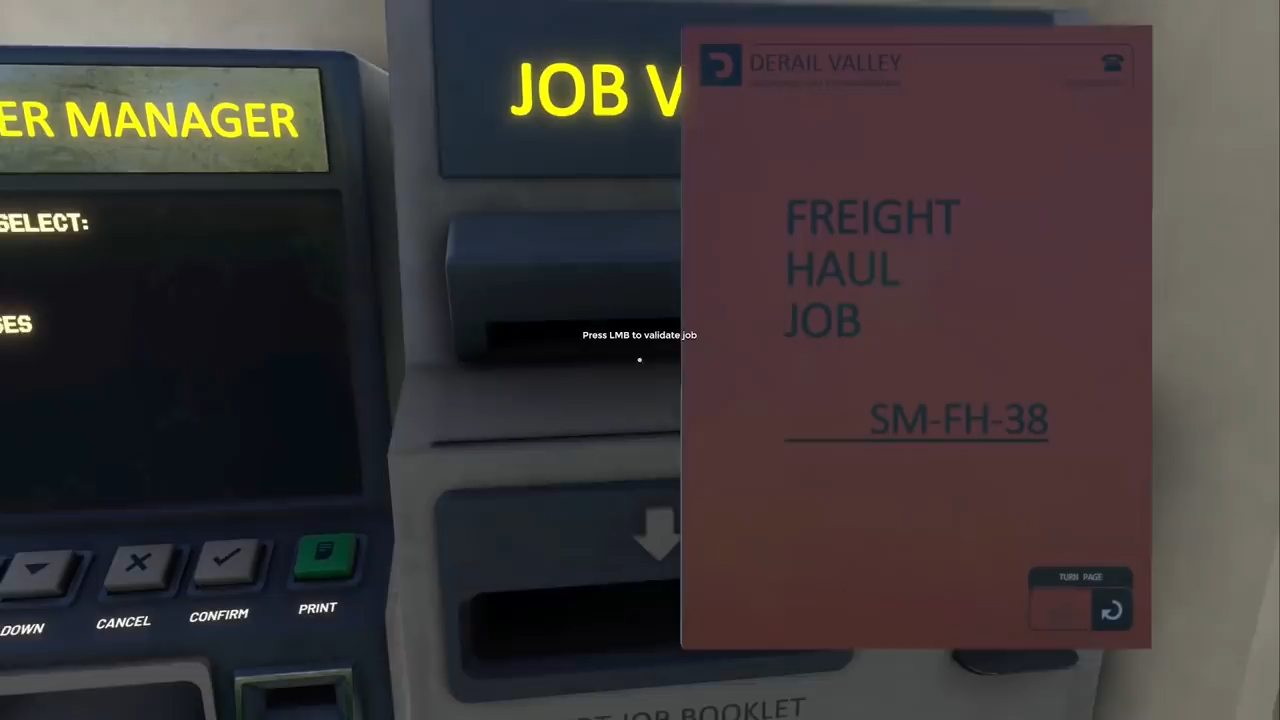 ER MANAGER
SELECT:
SES
DOWN
CANCEL
CONFIRM
PRINT
JOB V
Press LMB to validate job
DERAIL VALLEY
FREIGHT
HAUL
JOB
SM-FH-38
TURN PAGE
RT JOB BOOKLET